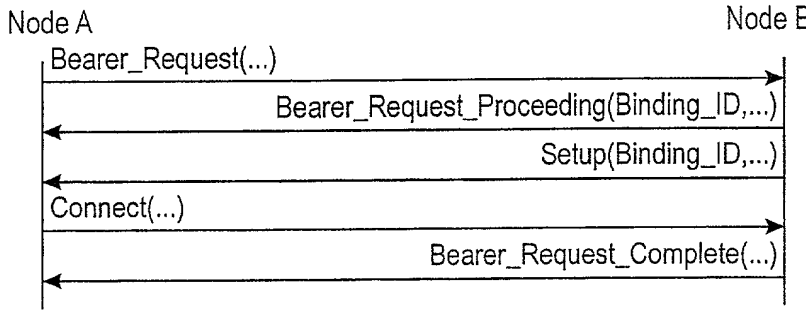 Node A
Node B
Bearer_Request(...)
Bearer_Request_Proceeding(Binding_ID,...)
Setup(Binding_ID,...)
Connect(...)
Bearer_Request_Complete(...)